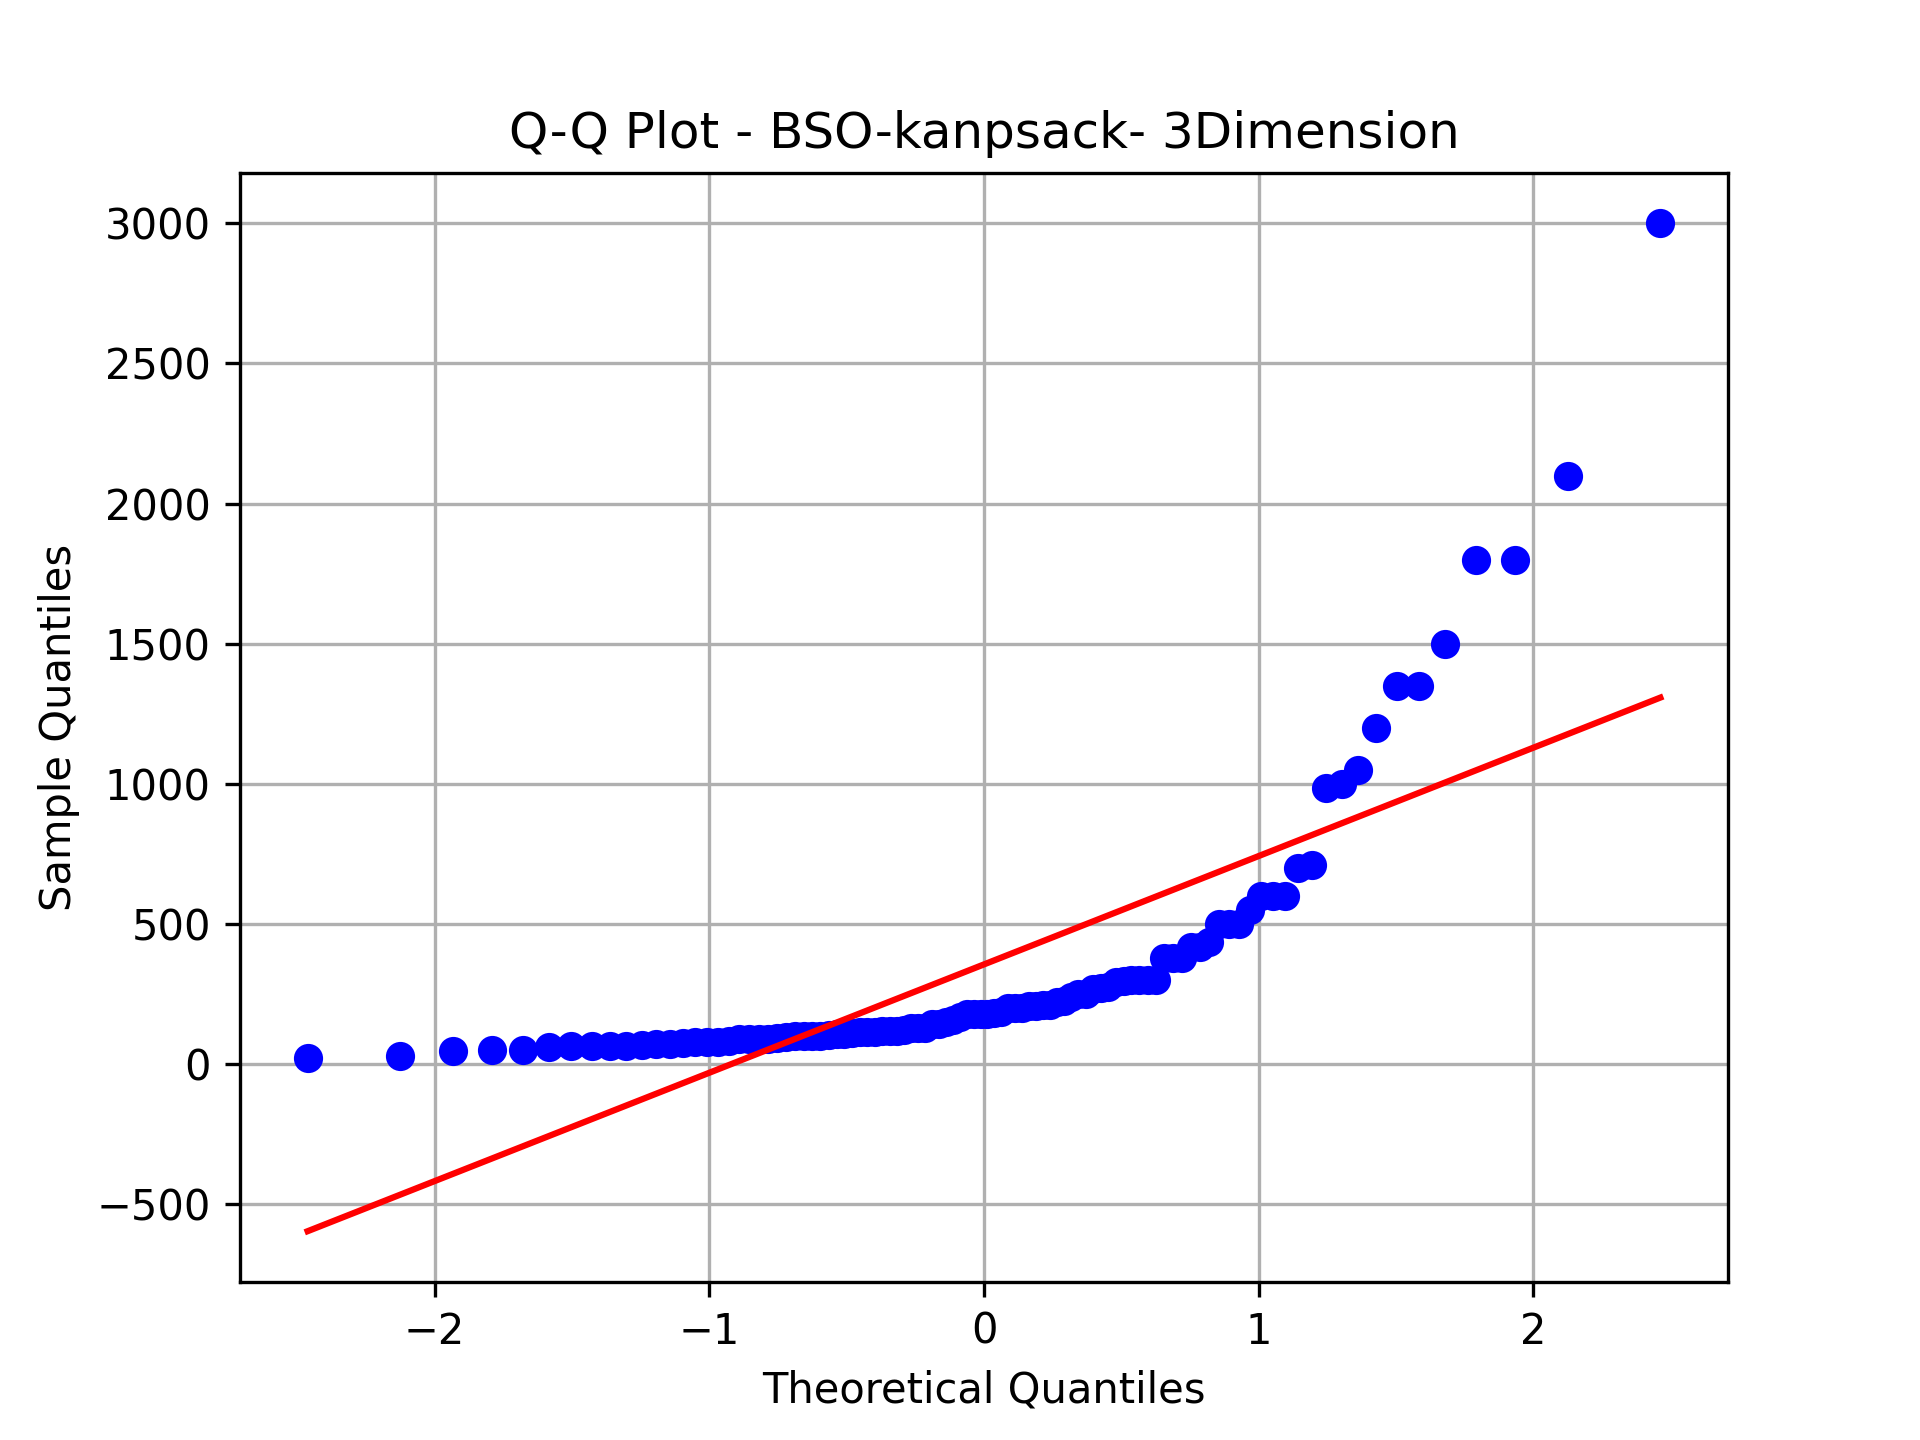 Q-Q Plot - BSO-kanpsack- 3Dimension
3000
2500
2000
1500
1000
500
0
−500
Sample Quantiles
−2 −1 0 1 2
Theoretical Quantiles